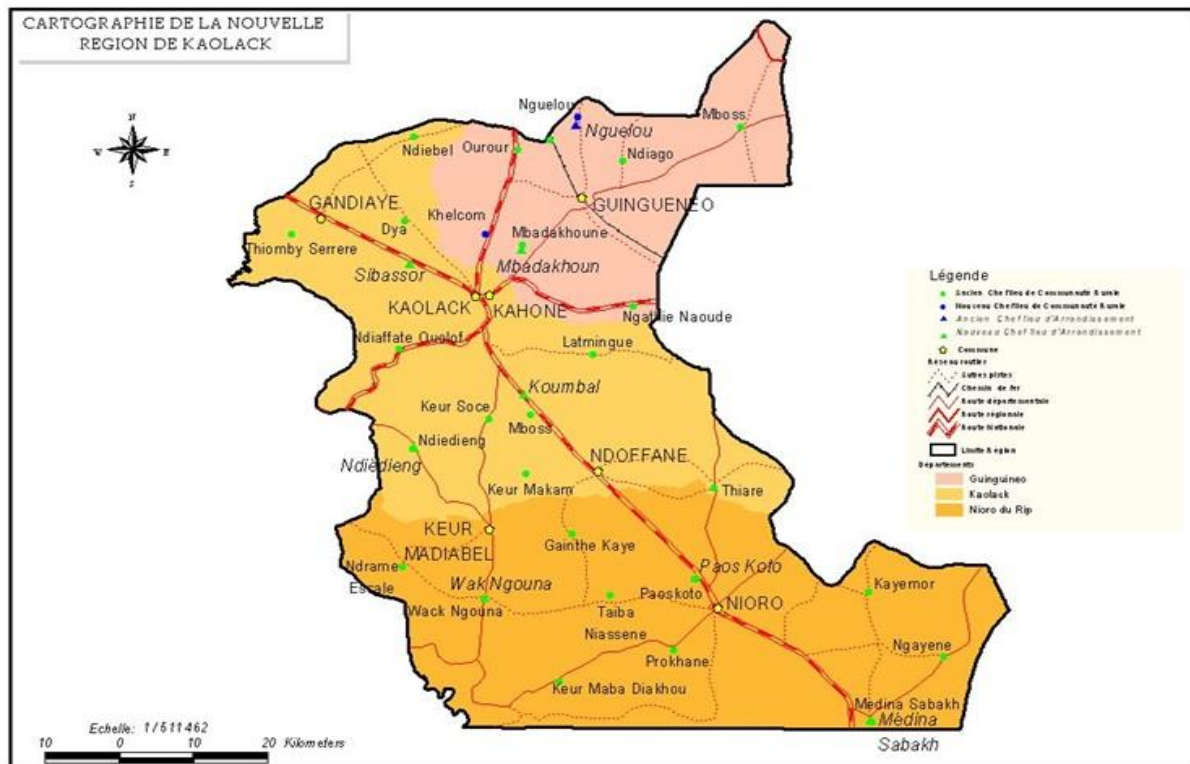 CARTOGRAPHIE DE LA NOUVELLE
REGION DE KAOLACK
N
W
E
S
Nguelou
Nguelou
Mboss
Ndiebel
Ourour
Ndiago
GANDIAYE
GUINGUENEO
Khelcom
Dya
Mbadakhoune
Thiomby Serrere
Mbadakhoun
Sibassor
KAOLACK
KAHONE
Ngathie Naoude
Ndiaffate Ouolof
Latmingue
Koumbal
Keur Soce
Mboss
Ndiedieng
Ndièdieng
NDOFFANE
Keur Makam
Thiare
KEUR
MADIABEL
Gainthe Kaye
Ndrame
Escale
Wak Ngouna
Paos Koto
Kayemor
Wack Ngouna
Paoskoto
NIORO
Taiba
Niassene
Ngayene
Prokhane
Keur Maba Diakhou
Medina Sabakh
Mèdina
Sabakh
Légende
Ancien Chef lieu de Communauté Rurale
Nouveau Chef lieu de Communauté Rurale
Ancien Chef lieu d'Arrondissement
Nouveau Chef lieu d'Arrondissement
Commune
Réseau routier
Autres pistes
Chemin de fer
Route départementale
Route régionale
Route Nationale
Limite Région
Départements
Guinguineo
Kaolack
Nioro du Rip
Echelle: 1/511462
10 0 10 20 Kilometers